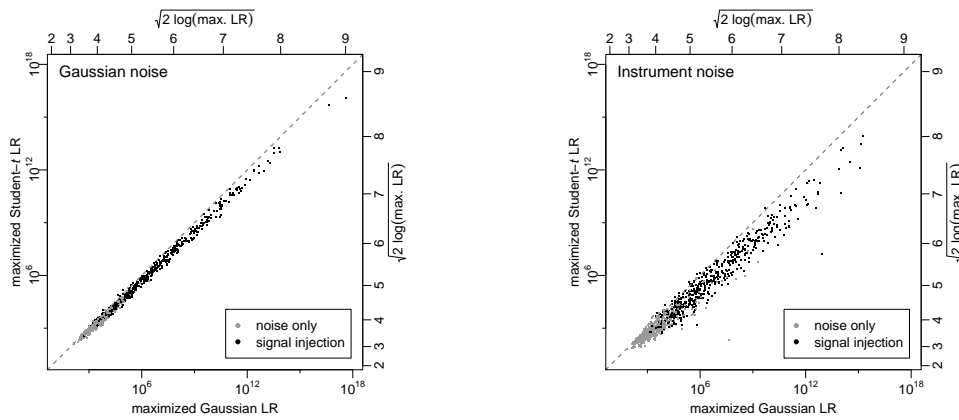 √2 log(max. LR)
2 3 4 5 6 7 8 9
Gaussian noise
maximized Student−t LR
10^6 10^12 10^18
2 3 4 5 6 7 8 9
√2 log(max. LR)
noise only
signal injection
10^6 10^12 10^18
maximized Gaussian LR
√2 log(max. LR)
2 3 4 5 6 7 8 9
Instrument noise
maximized Student−t LR
10^6 10^12 10^18
2 3 4 5 6 7 8 9
√2 log(max. LR)
noise only
signal injection
10^6 10^12 10^18
maximized Gaussian LR